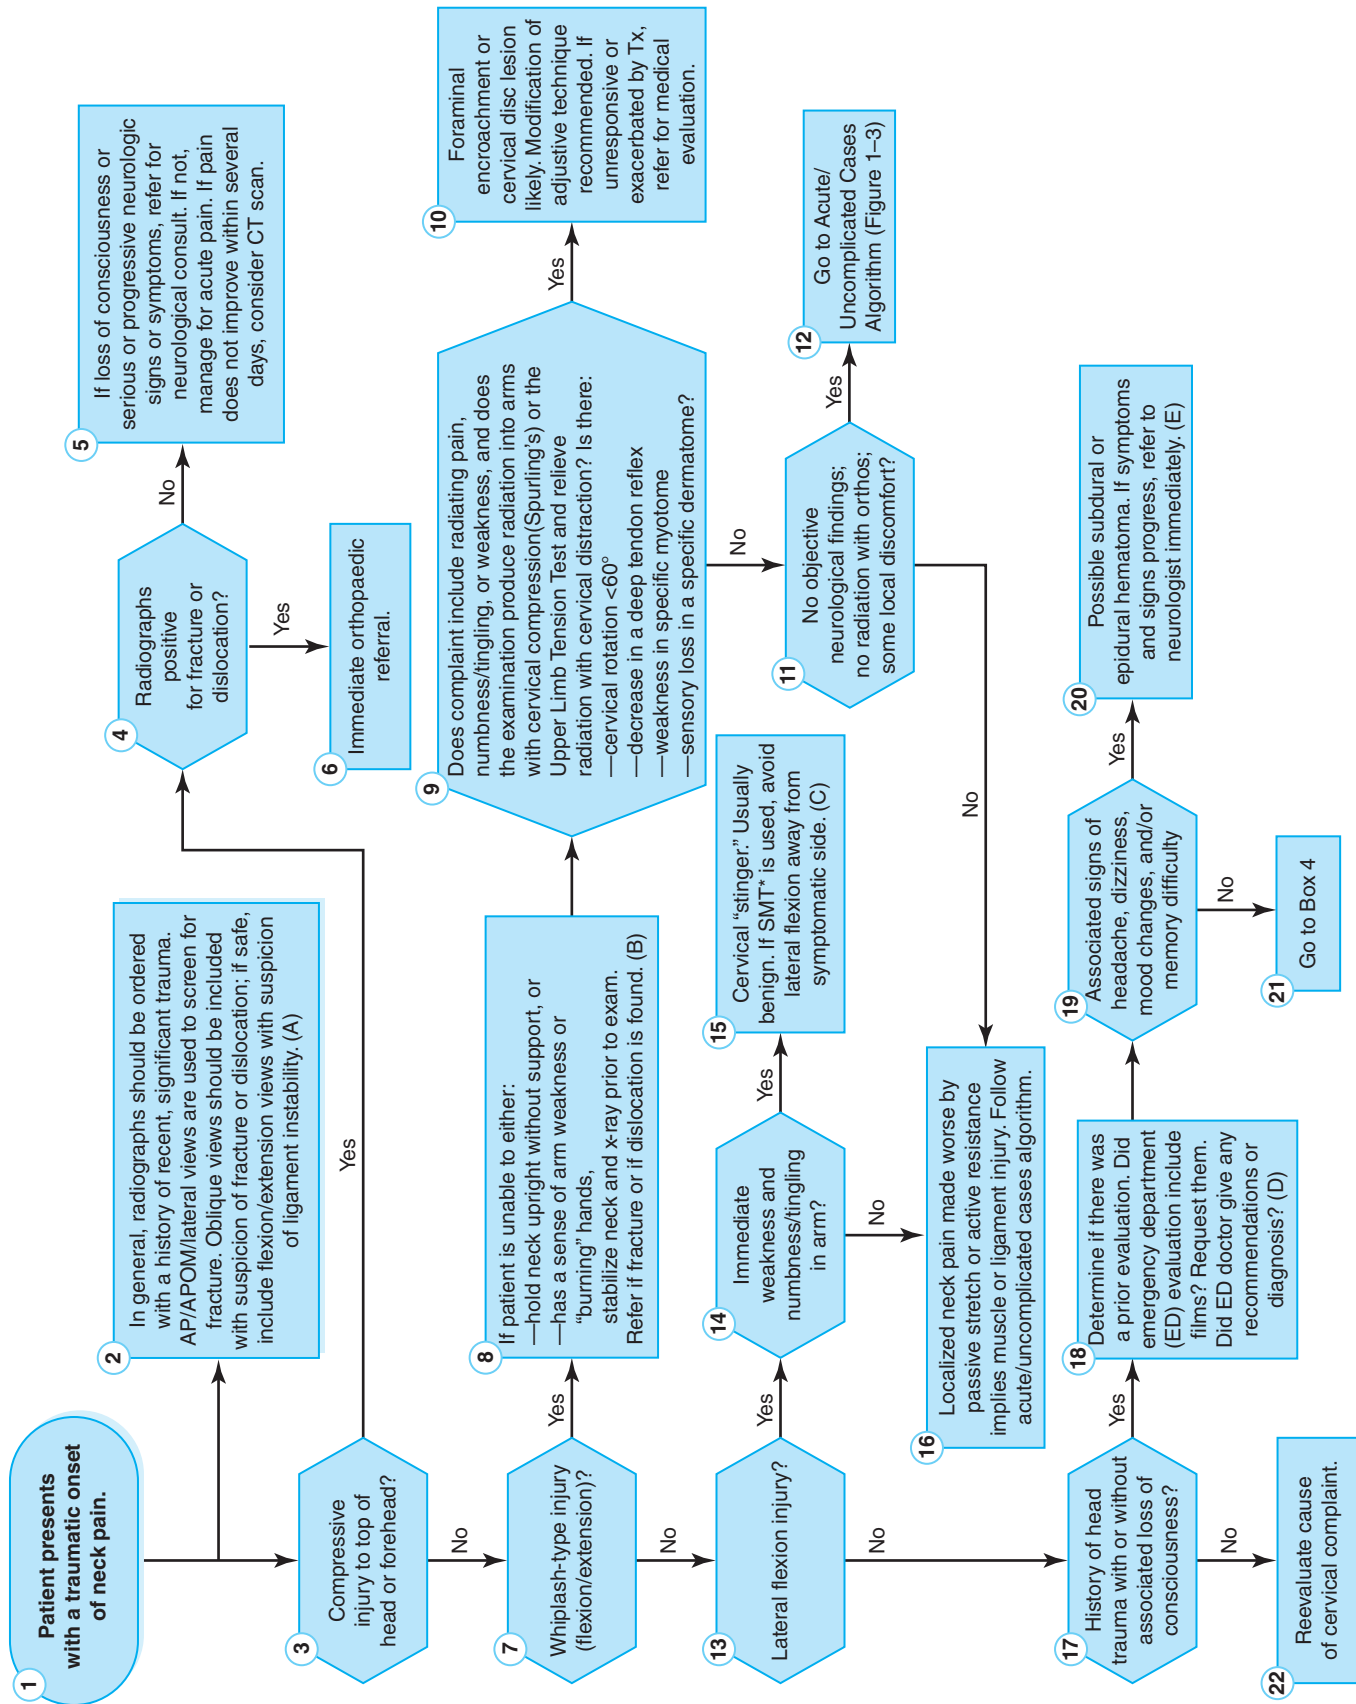 1
Patient presents
with a traumatic onset
of neck pain.
2
In general, radiographs should be ordered
with a history of recent, significant trauma.
AP/APOM/lateral views are used to screen for
fracture. Oblique views should be included
with suspicion of fracture or dislocation; if safe,
include flexion/extension views with suspicion
of ligament instability. (A)
3
Compressive
injury to top of
head or forehead?
Yes
No
4
Radiographs
positive
for fracture or
dislocation?
No
Yes
5
If loss of consciousness or
serious or progressive neurologic
signs or symptoms, refer for
neurological consult. If not,
manage for acute pain. If pain
does not improve within several
days, consider CT scan.
6
Immediate orthopaedic
referral.
7
Whiplash-type injury
(flexion/extension)?
Yes
No
8
If patient is unable to either:
—hold neck upright without support, or
—has a sense of arm weakness or
“burning” hands,
stabilize neck and x-ray prior to exam.
Refer if fracture or if dislocation is found. (B)
9
Does complaint include radiating pain,
numbness/tingling, or weakness, and does
the examination produce radiation into arms
with cervical compression(Spurling’s) or the
Upper Limb Tension Test and relieve
radiation with cervical distraction? Is there:
—cervical rotation <60°
—decrease in a deep tendon reflex
—weakness in specific myotome
—sensory loss in a specific dermatome?
Yes
No
10
Foraminal
encroachment or
cervical disc lesion
likely. Modification of
adjustive technique
recommended. If
unresponsive or
exacerbated by Tx,
refer for medical
evaluation.
11
No objective
neurological findings;
no radiation with orthos;
some local discomfort?
Yes
No
12
Go to Acute/
Uncomplicated Cases
Algorithm (Figure 1–3)
13
Lateral flexion injury?
Yes
No
14
Immediate
weakness and
numbness/tingling
in arm?
Yes
No
15
Cervical “stinger.” Usually
benign. If SMT* is used, avoid
lateral flexion away from
symptomatic side. (C)
16
Localized neck pain made worse by
passive stretch or active resistance
implies muscle or ligament injury. Follow
acute/uncomplicated cases algorithm.
17
History of head
trauma with or without
associated loss of
consciousness?
Yes
No
18
Determine if there was
a prior evaluation. Did
emergency department
(ED) evaluation include
films? Request them.
Did ED doctor give any
recommendations or
diagnosis? (D)
19
Associated signs of
headache, dizziness,
mood changes, and/or
memory difficulty
Yes
No
20
Possible subdural or
epidural hematoma. If symptoms
and signs progress, refer to
neurologist immediately. (E)
21
Go to Box 4
22
Reevaluate cause
of cervical complaint.